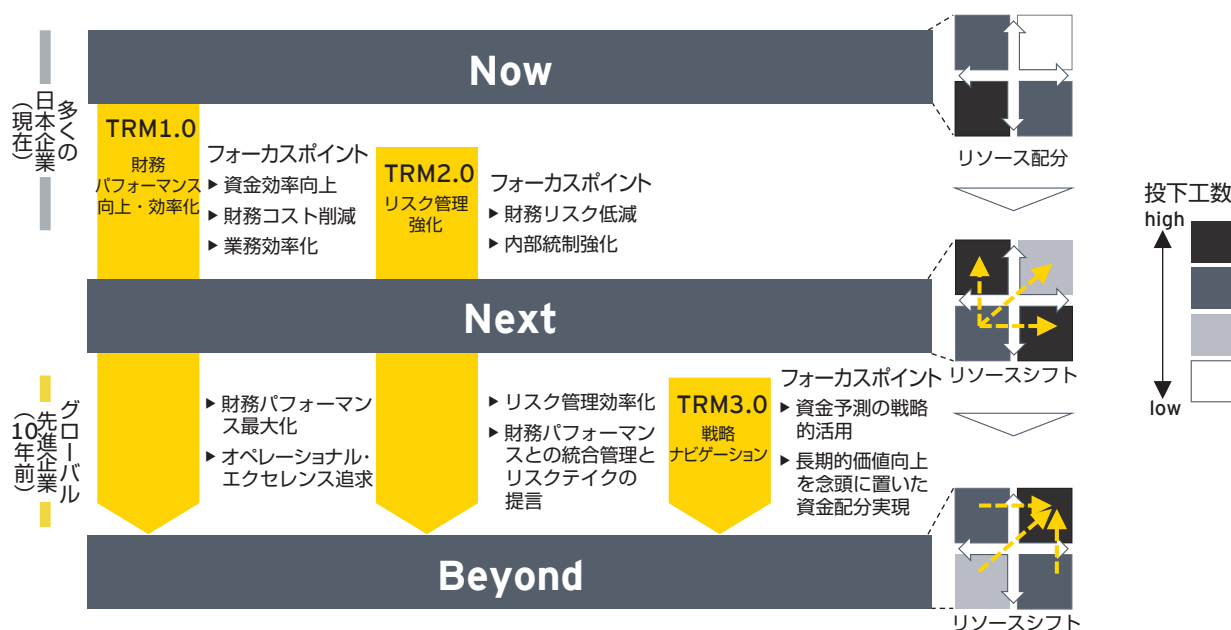 Now
多くの
日本企業
（現在）
TRM1.0
財務
パフォーマンス
向上・効率化
フォーカスポイント
▶ 資金効率向上
▶ 財務コスト削減
▶ 業務効率化
TRM2.0
リスク管理
強化
フォーカスポイント
▶ 財務リスク低減
▶ 内部統制強化
リソース配分
Next
リソースシフト
グローバル
先進企業
（10年前）
▶ 財務パフォーマン
ス最大化
▶ オペレーショナル・
エクセレンス追求
▶ リスク管理効率化
▶ 財務パフォーマン
スとの統合管理と
リスクテイクの
提言
TRM3.0
戦略
ナビゲーション
フォーカスポイント
▶ 資金予測の戦略
的活用
▶ 長期的価値向上
を念頭に置いた
資金配分実現
Beyond
リソースシフト
投下工数
high
low